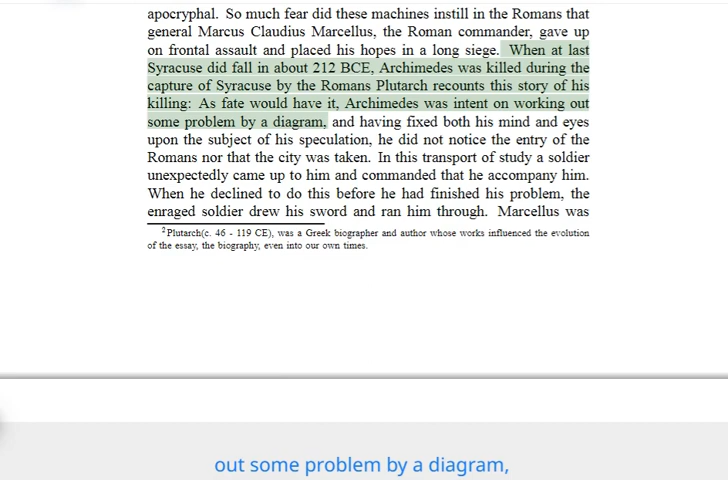 apocryphal. So much fear did these machines instill in the Romans that
general Marcus Claudius Marcellus, the Roman commander, gave up
on frontal assault and placed his hopes in a long siege. When at last
Syracuse did fall in about 212 BCE, Archimedes was killed during the
capture of Syracuse by the Romans Plutarch recounts this story of his
killing: As fate would have it, Archimedes was intent on working out
some problem by a diagram, and having fixed both his mind and eyes
upon the subject of his speculation, he did not notice the entry of the
Romans nor that the city was taken. In this transport of study a soldier
unexpectedly came up to him and commanded that he accompany him.
When he declined to do this before he had finished his problem, the
enraged soldier drew his sword and ran him through. Marcellus was
2Plutarch(c. 46 - 119 CE), was a Greek biographer and author whose works influenced the evolution
of the essay, the biography, even into our own times.
out some problem by a diagram,